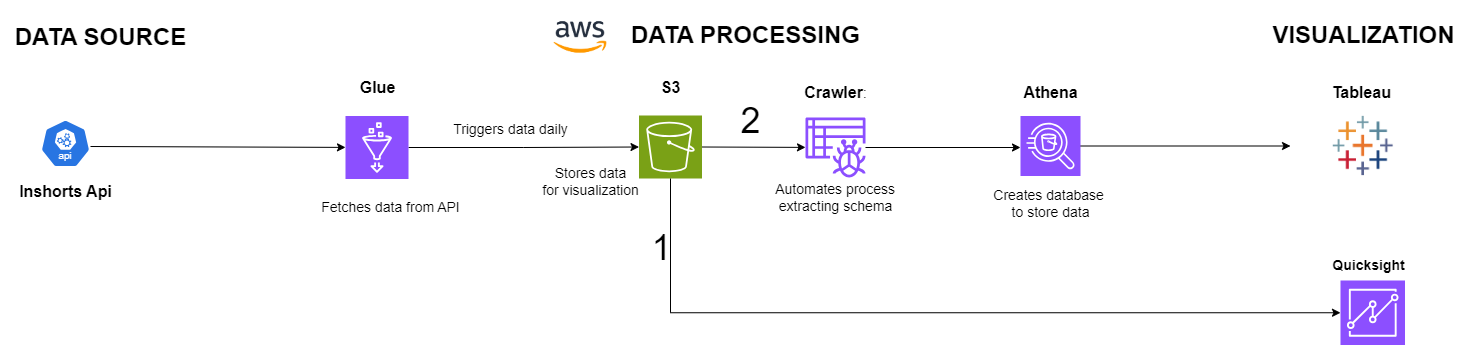 DATA SOURCE
aws
DATA PROCESSING
VISUALIZATION
Glue
S3
Crawler:
Athena
Tableau
Triggers data daily
2
api
Inshorts Api
Stores data
for visualization
Fetches data from API
Automates process
extracting schema
Creates database
to store data
1
Quicksight